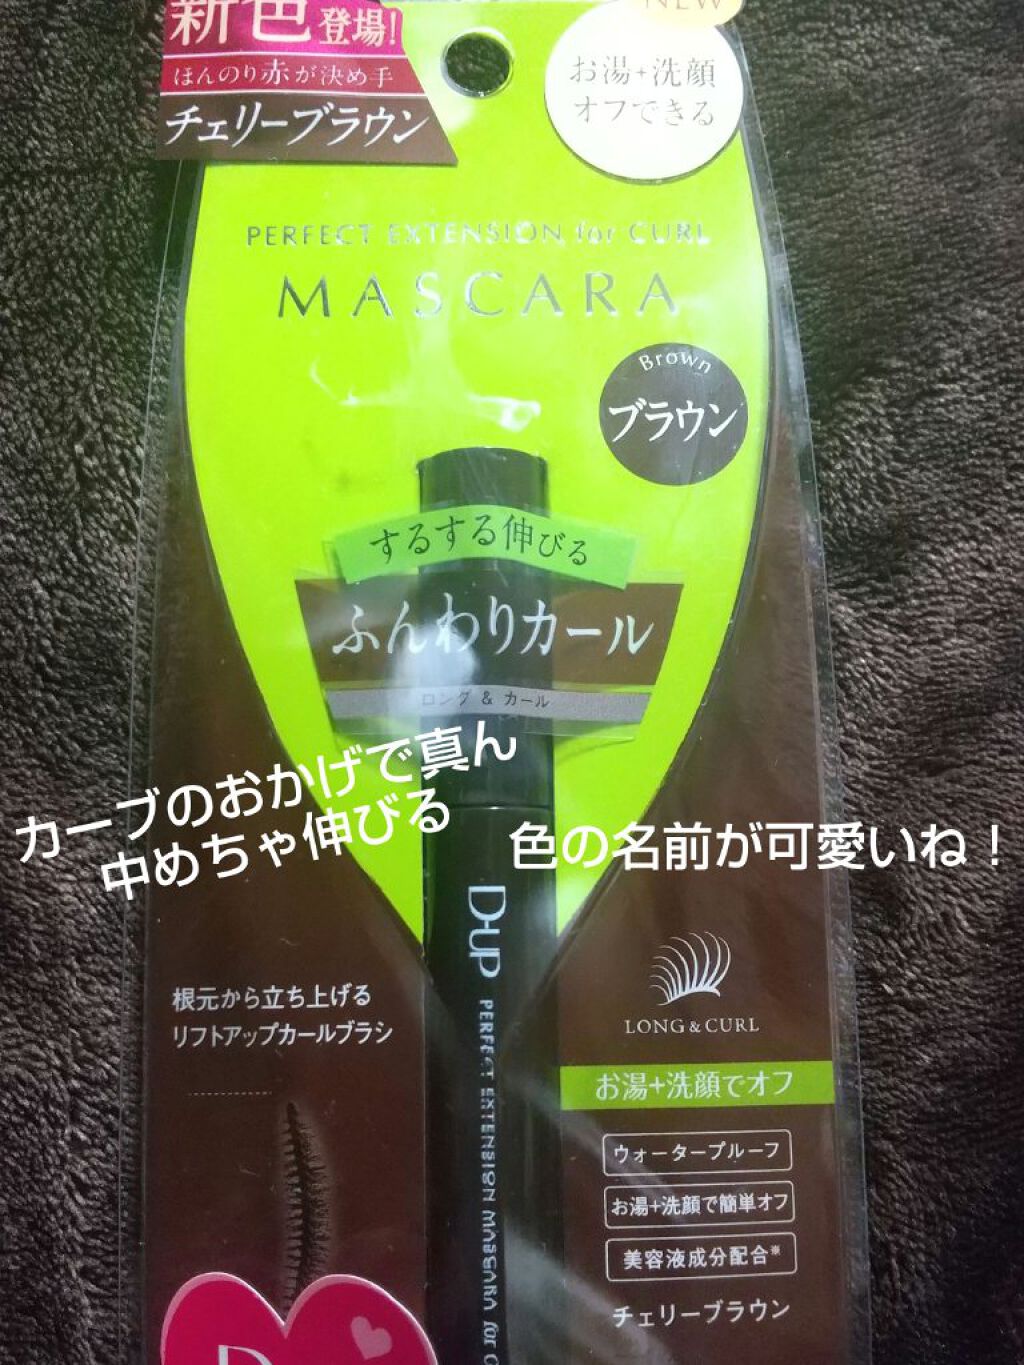 新色登場!
ほんのり赤が決め手
チェリーブラウン
NEW
お湯+洗顔
オフできる
PERFECT EXTENSION for CURL
MASCARA
Brown
ブラウン
するする伸びる
ふんわりカール
ロング & カール
カーブのおかげで真ん
中めちゃ伸びる
色の名前が可愛いね！
D-UP
PERFECT EXTENSION MASCARA for
根元から立ち上げる
リフトアップカールブラシ
LONG & CURL
お湯+洗顔でオフ
ウォータープルーフ
お湯+洗顔で簡単オフ
美容液成分配合※
チェリーブラウン